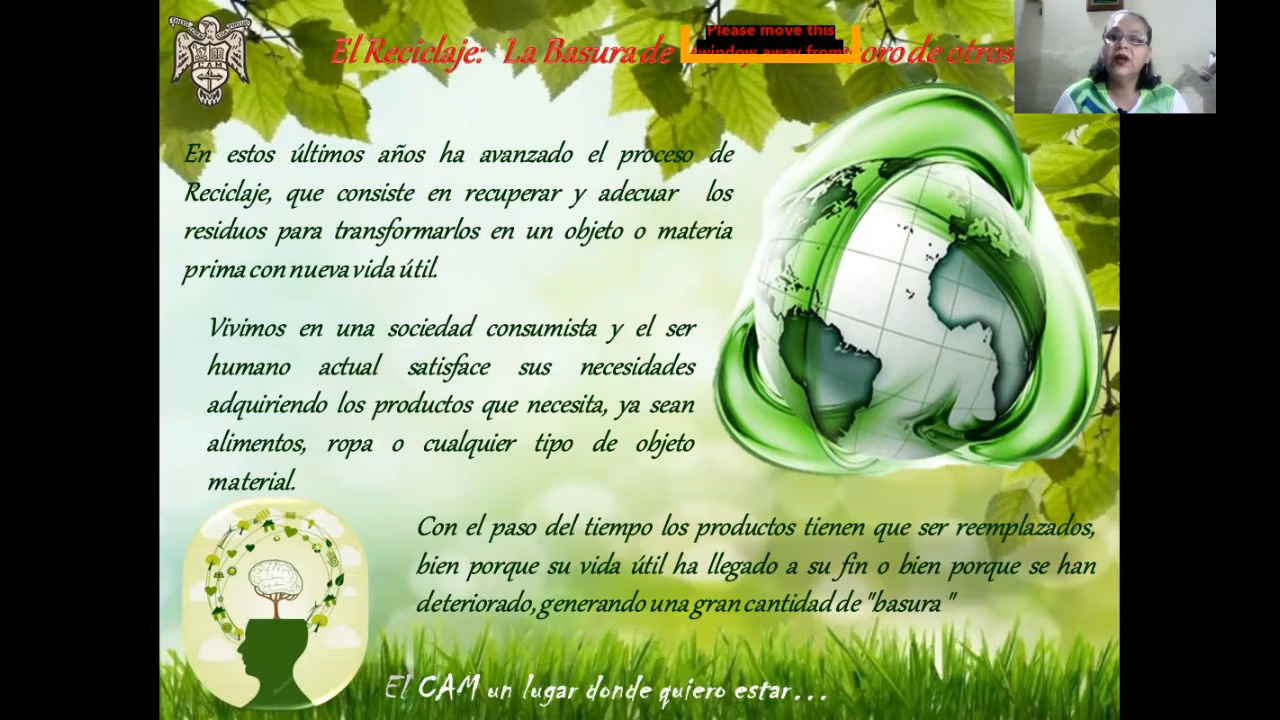 El Reciclaje: La Basura de oro de otros
Please move this
window away from
En estos últimos años ha avanzado el proceso de
Reciclaje, que consiste en recuperar y adecuar los
residuos para transformarlos en un objeto o materia
prima con nueva vida útil.
Vivimos en una sociedad consumista y el ser
humano actual satisface sus necesidades
adquiriendo los productos que necesita, ya sean
alimentos, ropa o cualquier tipo de objeto
material.
Con el paso del tiempo los productos tienen que ser reemplazados,
bien porque su vida útil ha llegado a su fin o bien porque se han
deteriorado, generando una gran cantidad de "basura "
El CAM un lugar donde quiero estar...